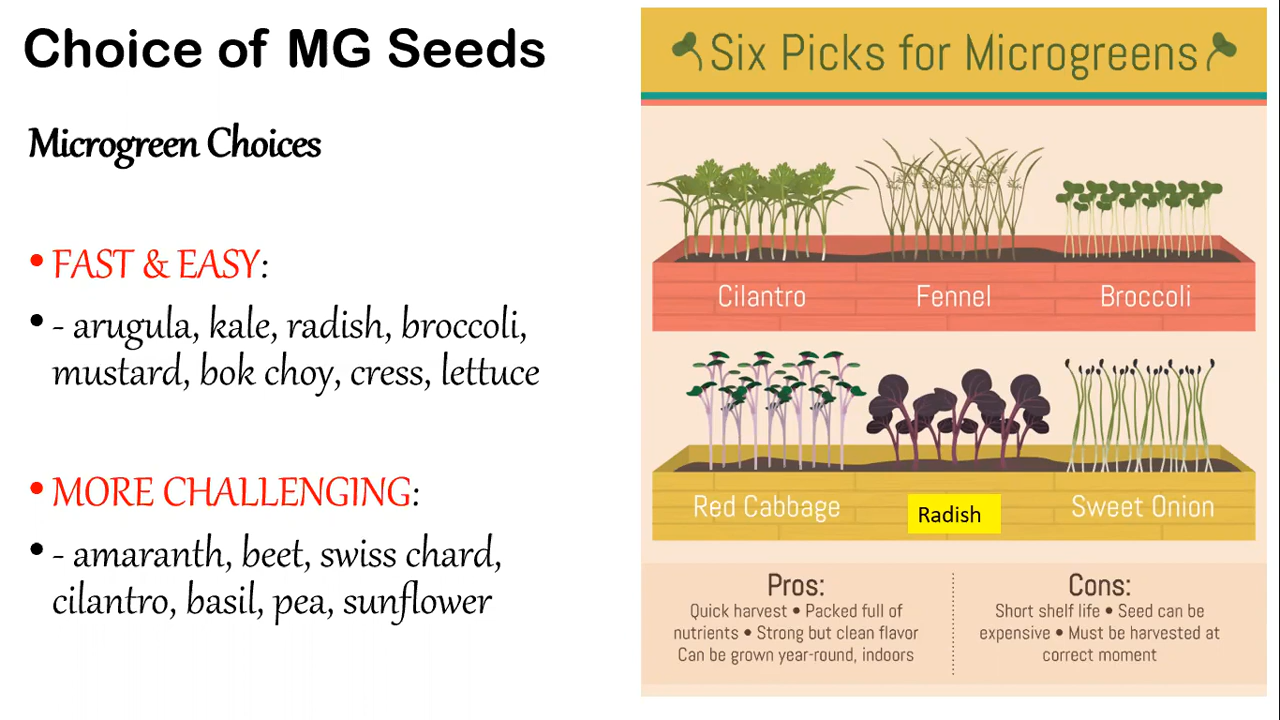 Choice of MG Seeds
Microgreen Choices
• FAST & EASY:
• - arugula, kale, radish, broccoli,
mustard, bok choy, cress, lettuce
• MORE CHALLENGING:
• - amaranth, beet, swiss chard,
cilantro, basil, pea, sunflower
Six Picks for Microgreens
Cilantro
Fennel
Broccoli
Red Cabbage
Radish
Sweet Onion
Pros:
Quick harvest • Packed full of
nutrients • Strong but clean flavor
Can be grown year-round, indoors
Cons:
Short shelf life • Seed can be
expensive • Must be harvested at
correct moment